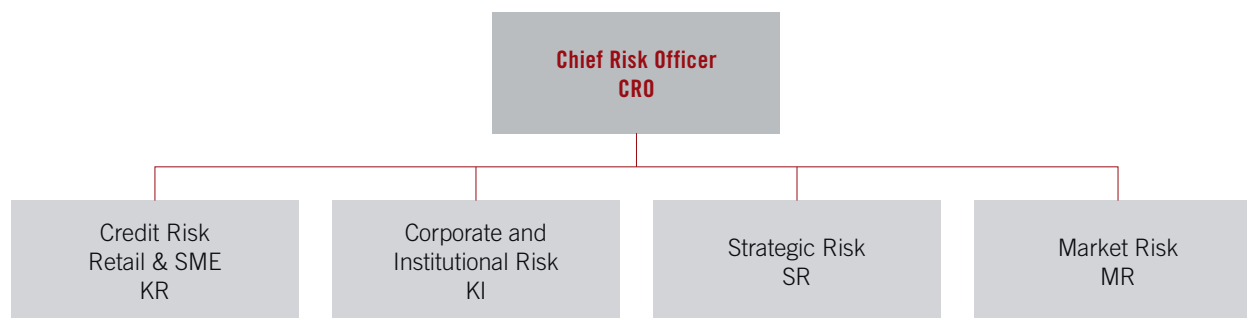 Chief Risk Officer
CRO
Credit Risk
Retail & SME
KR
Corporate and
Institutional Risk
KI
Strategic Risk
SR
Market Risk
MR